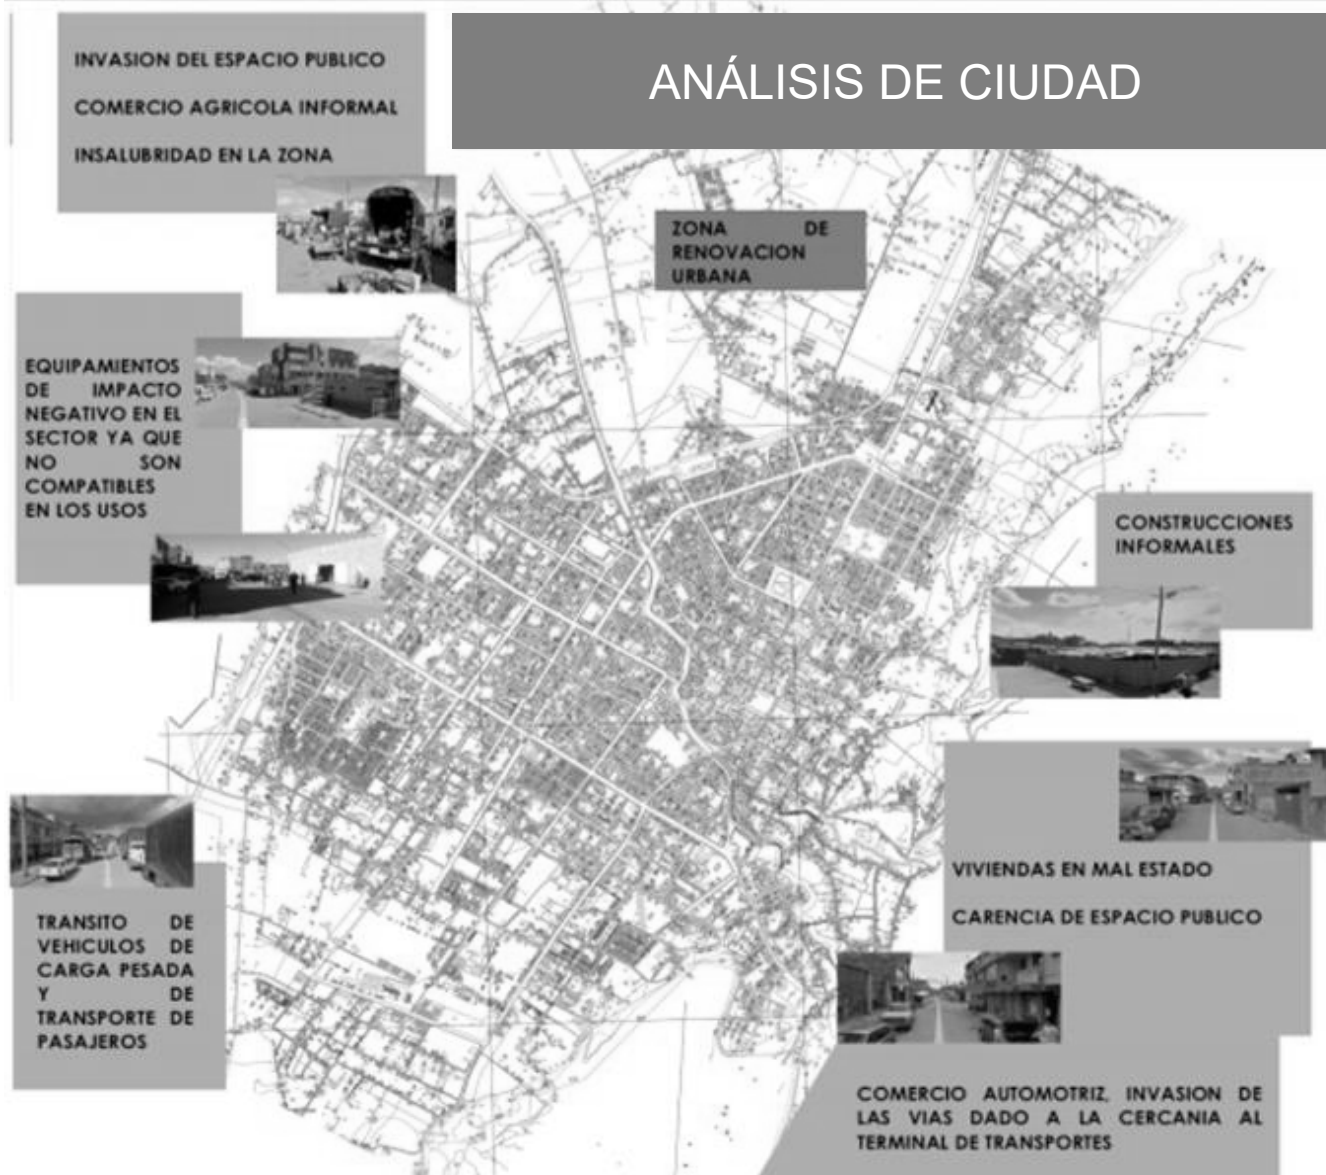 INVASION DEL ESPACIO PUBLICO
COMERCIO AGRICOLA INFORMAL
INSALUBRIDAD EN LA ZONA
ANÁLISIS DE CIUDAD
ZONA DE
RENOVACION
URBANA
EQUIPAMIENTOS
DE IMPACTO
NEGATIVO EN EL
SECTOR YA QUE
NO SON
COMPATIBLES
EN LOS USOS
CONSTRUCCIONES
INFORMALES
VIVIENDAS EN MAL ESTADO
CARENCIA DE ESPACIO PUBLICO
TRANSITO DE
VEHICULOS DE
CARGA PESADA
Y DE
TRANSPORTE DE
PASAJEROS
COMERCIO AUTOMOTRIZ, INVASION DE
LAS VIAS DADO A LA CERCANIA AL
TERMINAL DE TRANSPORTES